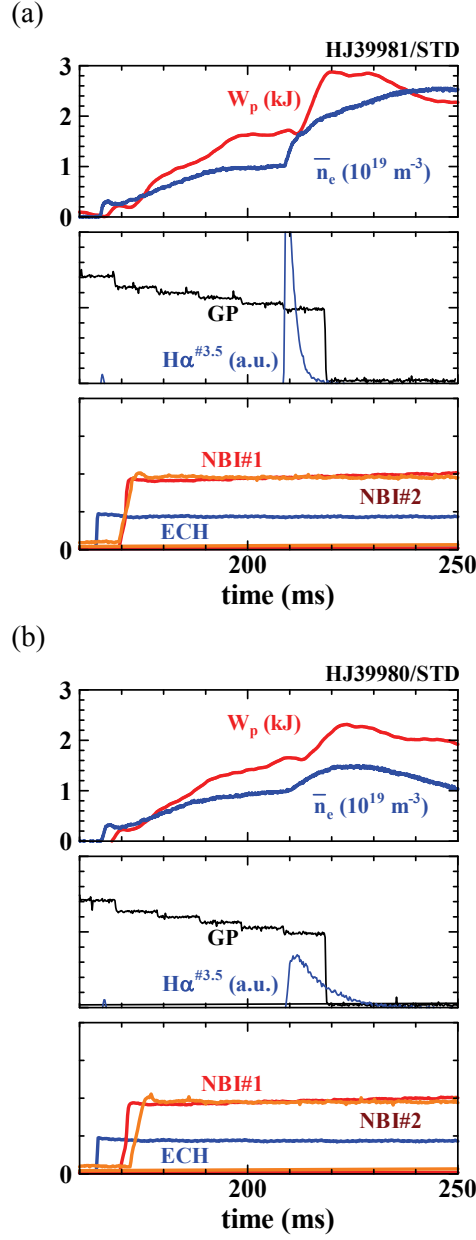 (a)
HJ39981/STD
3
W_p (kJ)
2
n̅_e (10^19 m^-3)
1
0
GP
Hα^#3.5 (a.u.)
NBI#1
NBI#2
ECH
0
200
250
time (ms)
(b)
HJ39980/STD
3
W_p (kJ)
2
1
n̅_e (10^19 m^-3)
0
GP
Hα^#3.5 (a.u.)
NBI#1
NBI#2
ECH
0
200
250
time (ms)